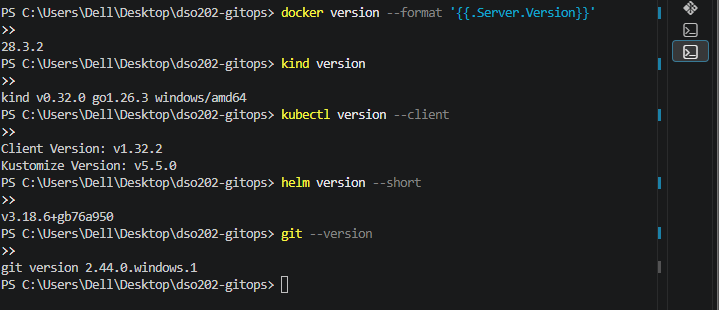 PS C:\Users\Dell\Desktop\dso202-gitops> docker version --format '{{.Server.Version}}'
>>
28.3.2
PS C:\Users\Dell\Desktop\dso202-gitops> kind version
>>
kind v0.32.0 go1.26.3 windows/amd64
PS C:\Users\Dell\Desktop\dso202-gitops> kubectl version --client
>>
Client Version: v1.32.2
Kustomize Version: v5.5.0
PS C:\Users\Dell\Desktop\dso202-gitops> helm version --short
>>
v3.18.6+gb76a950
PS C:\Users\Dell\Desktop\dso202-gitops> git --version
>>
git version 2.44.0.windows.1
PS C:\Users\Dell\Desktop\dso202-gitops>